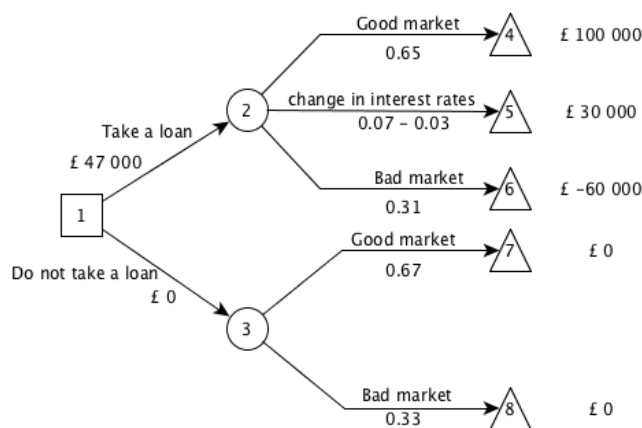 Good market
4
£ 100 000
0.65
change in interest rates
2
5
£ 30 000
0.07 – 0.03
Take a loan
£ 47 000
Bad market
6
£ -60 000
0.31
1
Good market
7
£ 0
0.67
Do not take a loan
£ 0
3
Bad market
8
£ 0
0.33